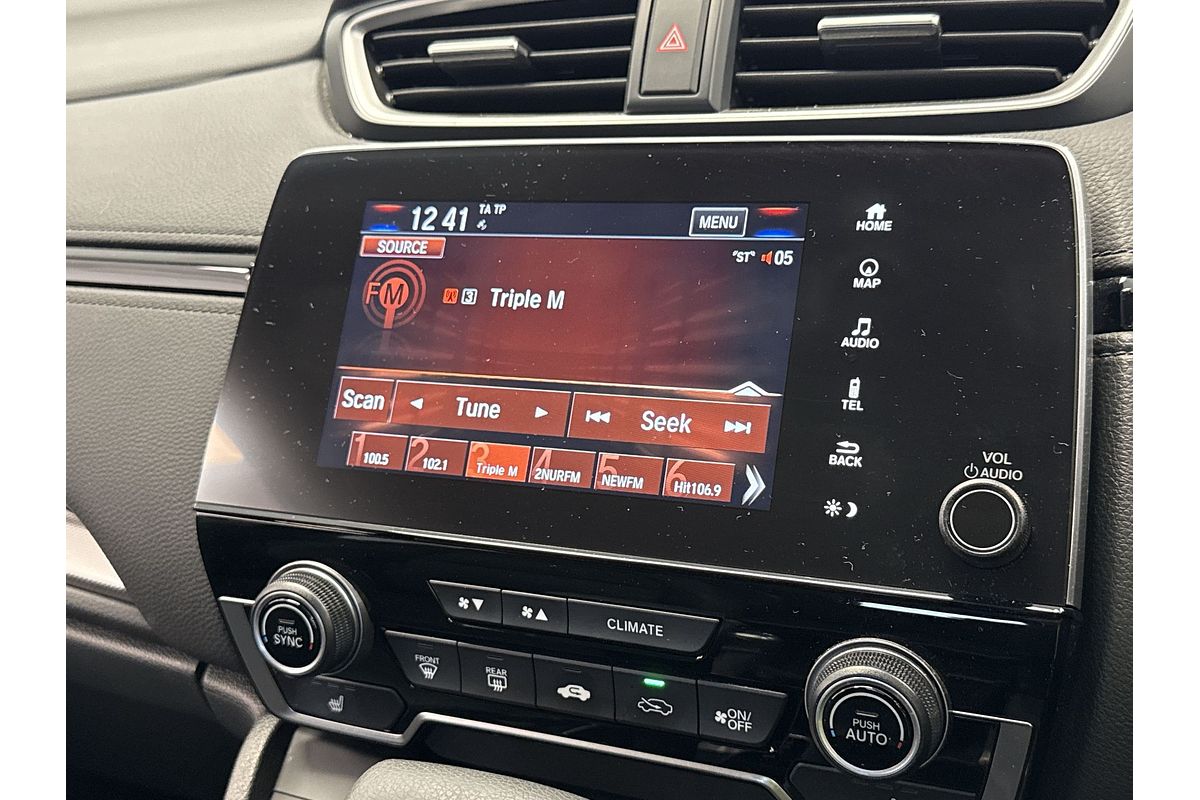 12 41 TA TP
MENU
SOURCE
"ST" 05
FM
3 Triple M
Scan Tune Seek
1 100.5
2 102.1
3 Triple M
4 2NURFM
5 NEWFM
6 Hit106.9
HOME
MAP
AUDIO
TEL
BACK
VOL
AUDIO
PUSH
SYNC
CLIMATE
FRONT
REAR
ON/
OFF
PUSH
AUTO